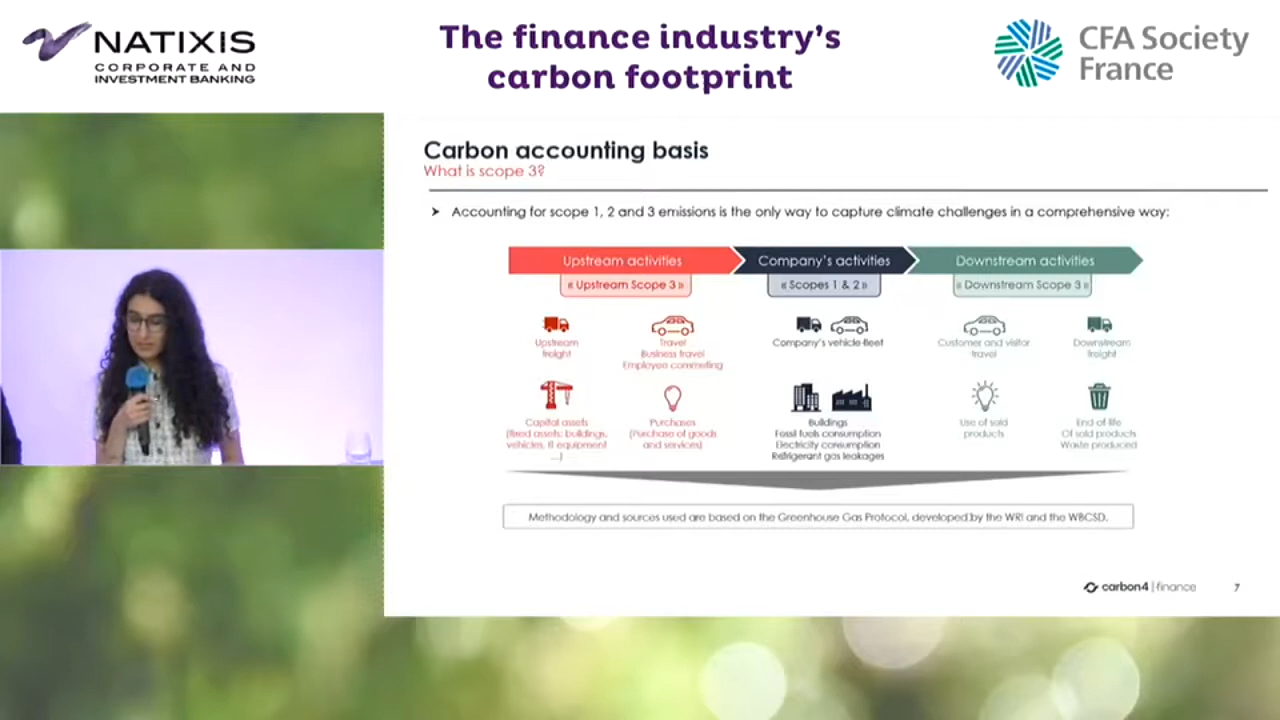 NATIXIS
CORPORATE AND
INVESTMENT BANKING
The finance industry's
carbon footprint
CFA Society
France
Carbon accounting basis
What is scope 3?
➤ Accounting for scope 1, 2 and 3 emissions is the only way to capture climate challenges in a comprehensive way:
Upstream activities
Company's activities
Downstream activities
« Upstream Scope 3 »
« Scopes 1 & 2 »
« Downstream Scope 3 »
Upstream
freight
Travel
Business travel
Employee commuting
Company's vehicle fleet
Customer and visitor
travel
Downstream
freight
Capital assets
(fixed assets: buildings,
vehicles, IT equipment
...)
Purchases
(Purchase of goods
and services)
Buildings
Fossil fuels consumption
Electricity consumption
Refrigerant gas leakages
Use of sold
products
End of life
Of sold products
Waste produced
Methodology and sources used are based on the Greenhouse Gas Protocol, developed by the WRI and the WBCSD.
carbon4 | finance
7